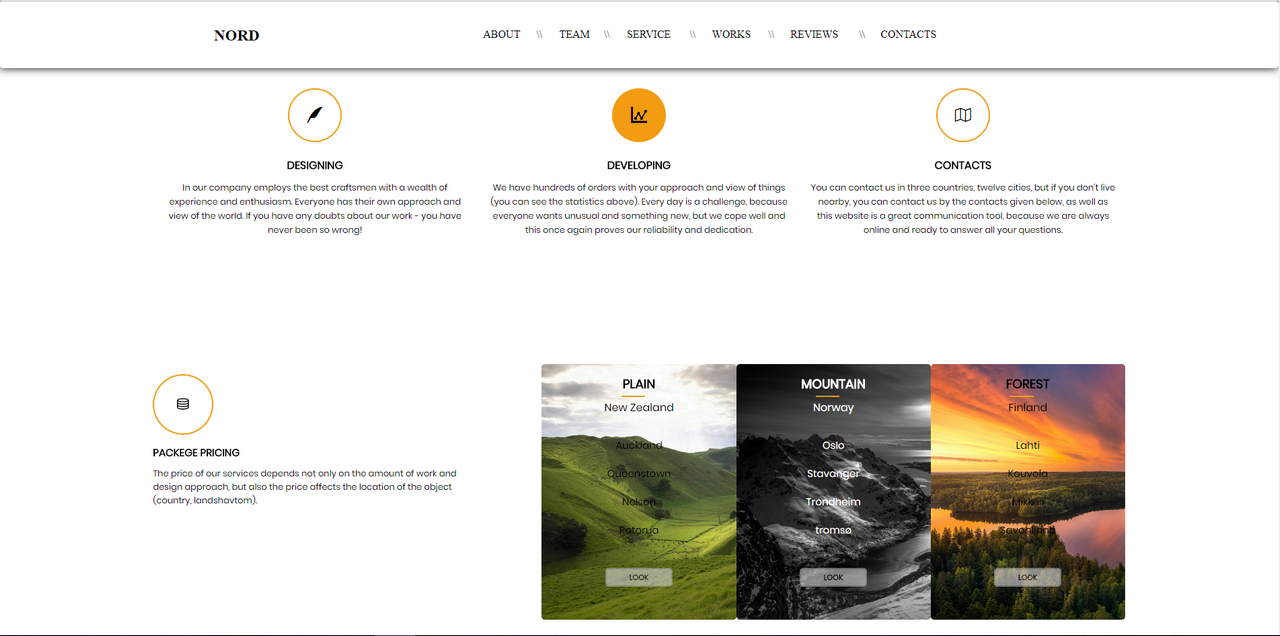 NORD
ABOUT \\ TEAM \\ SERVICE \\ WORKS \\ REVIEWS \\ CONTACTS
DESIGNING
In our company employs the best craftsmen with a wealth of
experience and enthusiasm. Everyone has their own approach and
view of the world. If you have any doubts about our work - you have
never been so wrong!
DEVELOPING
We have hundreds of orders with your approach and view of things
(you can see the statistics above). Every day is a challenge, because
everyone wants unusual and something new, but we cope well and
this once again proves our reliability and dedication.
CONTACTS
You can contact us in three countries, twelve cities, but if you don't live
nearby, you can contact us by the contacts given below, as well as
this website is a great communication tool, because we are always
online and ready to answer all your questions.
PACKEGE PRICING
The price of our services depends not only on the amount of work and
design approach, but also the price affects the location of the object
(country, landshavtom).
PLAIN
New Zealand
Auckland
Queenstown
Nelson
Rotorua
LOOK
MOUNTAIN
Norway
Oslo
Stavanger
Trondheim
tromsø
LOOK
FOREST
Finland
Lahti
Kouvola
LOOK